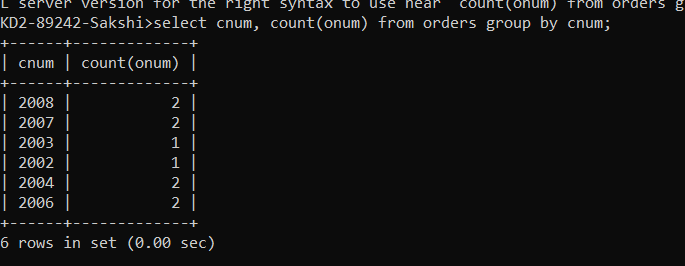 L server version for the right syntax to use near 'count(onum) from orders g
KD2-89242-Sakshi>select cnum, count(onum) from orders group by cnum;
+------+-------------+
| cnum | count(onum) |
+------+-------------+
| 2008 |           2 |
| 2007 |           2 |
| 2003 |           1 |
| 2002 |           1 |
| 2004 |           2 |
| 2006 |           2 |
+------+-------------+
6 rows in set (0.00 sec)